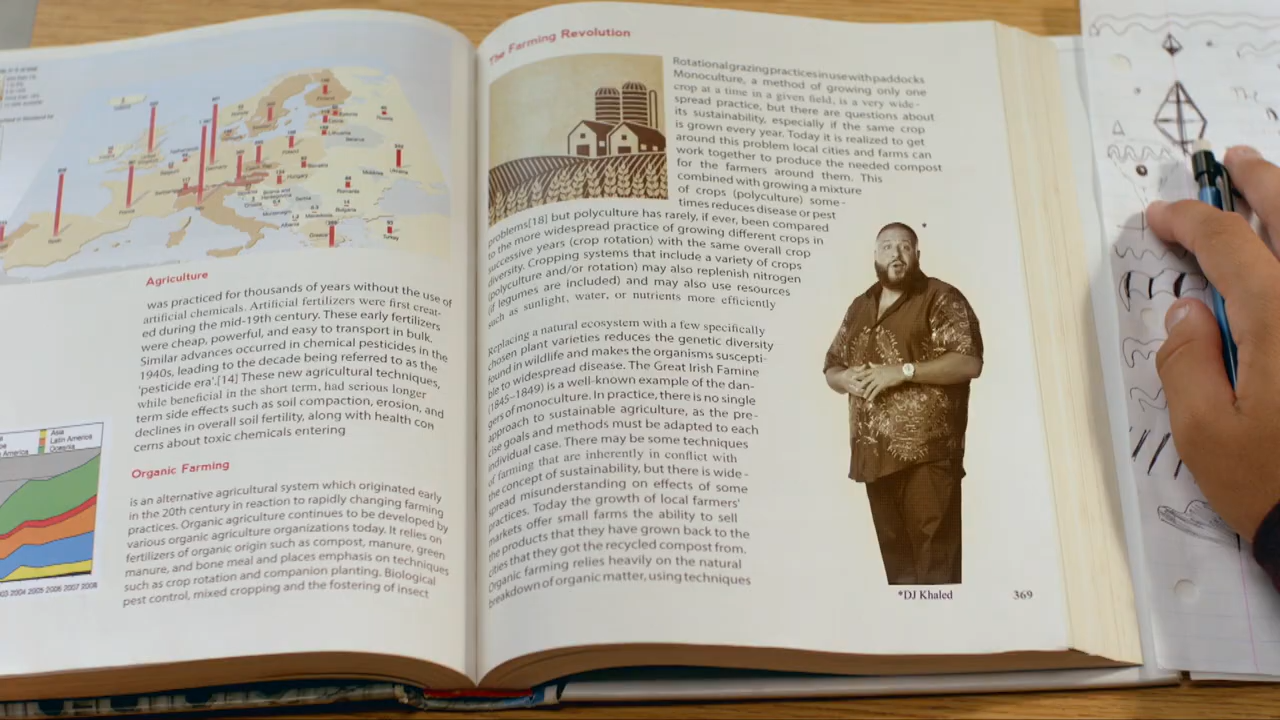 Agriculture
was practiced for thousands of years without the use of
artificial chemicals. Artificial fertilizers were first creat-
ed during the mid-19th century. These early fertilizers
were cheap, powerful, and easy to transport in bulk.
Similar advances occurred in chemical pesticides in the
1940s, leading to the decade being referred to as the
'pesticide era'.[14] These new agricultural techniques,
while beneficial in the short term, had serious longer
term side effects such as soil compaction, erosion, and
declines in overall soil fertility, along with health con
cerns about toxic chemicals entering
Asia
Latin America
Oceania
America
2004 2005 2006 2007 2008
Organic Farming
is an alternative agricultural system which originated early
in the 20th century in reaction to rapidly changing farming
practices. Organic agriculture continues to be developed by
various organic agriculture organizations today. It relies on
fertilizers of organic origin such as compost, manure, green
manure, and bone meal and places emphasis on techniques
such as crop rotation and companion planting. Biological
pest control, mixed cropping and the fostering of insect
The Farming Revolution
Rotational grazing practices in use with paddocks
Monoculture, a method of growing only one
crop at a time in a given field, is a very wide-
spread practice, but there are questions about
its sustainability, especially if the same crop
is grown every year. Today it is realized to get
around this problem local cities and farms can
work together to produce the needed compost
for the farmers around them. This
combined with growing a mixture
of crops (polyculture) some-
times reduces disease or pest
problems[18] but polyculture has rarely, if ever, been compared
to the more widespread practice of growing different crops in
successive years (crop rotation) with the same overall crop
diversity. Cropping systems that include a variety of crops
(polyculture and/or rotation) may also replenish nitrogen
(if legumes are included) and may also use resources
such as sunlight, water, or nutrients more efficiently
Replacing a natural ecosystem with a few specifically
chosen plant varieties reduces the genetic diversity
found in wildlife and makes the organisms suscepti-
ble to widespread disease. The Great Irish Famine
(1845–1849) is a well-known example of the dan-
gers of monoculture. In practice, there is no single
approach to sustainable agriculture, as the pre-
cise goals and methods must be adapted to each
individual case. There may be some techniques
of farming that are inherently in conflict with
the concept of sustainability, but there is wide-
spread misunderstanding on effects of some
practices. Today the growth of local farmers'
markets offer small farms the ability to sell
the products that they have grown back to the
cities that they got the recycled compost from.
Organic farming relies heavily on the natural
breakdown of organic matter, using techniques
*
*DJ Khaled
369
The